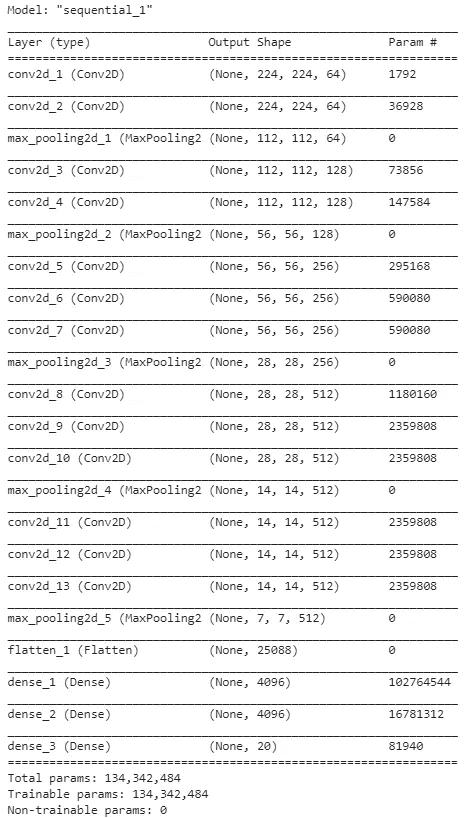 Model: "sequential_1"
Layer (type) Output Shape Param #
conv2d_1 (Conv2D) (None, 224, 224, 64) 1792
conv2d_2 (Conv2D) (None, 224, 224, 64) 36928
max_pooling2d_1 (MaxPooling2 (None, 112, 112, 64) 0
conv2d_3 (Conv2D) (None, 112, 112, 128) 73856
conv2d_4 (Conv2D) (None, 112, 112, 128) 147584
max_pooling2d_2 (MaxPooling2 (None, 56, 56, 128) 0
conv2d_5 (Conv2D) (None, 56, 56, 256) 295168
conv2d_6 (Conv2D) (None, 56, 56, 256) 590080
conv2d_7 (Conv2D) (None, 56, 56, 256) 590080
max_pooling2d_3 (MaxPooling2 (None, 28, 28, 256) 0
conv2d_8 (Conv2D) (None, 28, 28, 512) 1180160
conv2d_9 (Conv2D) (None, 28, 28, 512) 2359808
conv2d_10 (Conv2D) (None, 28, 28, 512) 2359808
max_pooling2d_4 (MaxPooling2 (None, 14, 14, 512) 0
conv2d_11 (Conv2D) (None, 14, 14, 512) 2359808
conv2d_12 (Conv2D) (None, 14, 14, 512) 2359808
conv2d_13 (Conv2D) (None, 14, 14, 512) 2359808
max_pooling2d_5 (MaxPooling2 (None, 7, 7, 512) 0
flatten_1 (Flatten) (None, 25088) 0
dense_1 (Dense) (None, 4096) 102764544
dense_2 (Dense) (None, 4096) 16781312
dense_3 (Dense) (None, 20) 81940
Total params: 134,342,484
Trainable params: 134,342,484
Non-trainable params: 0